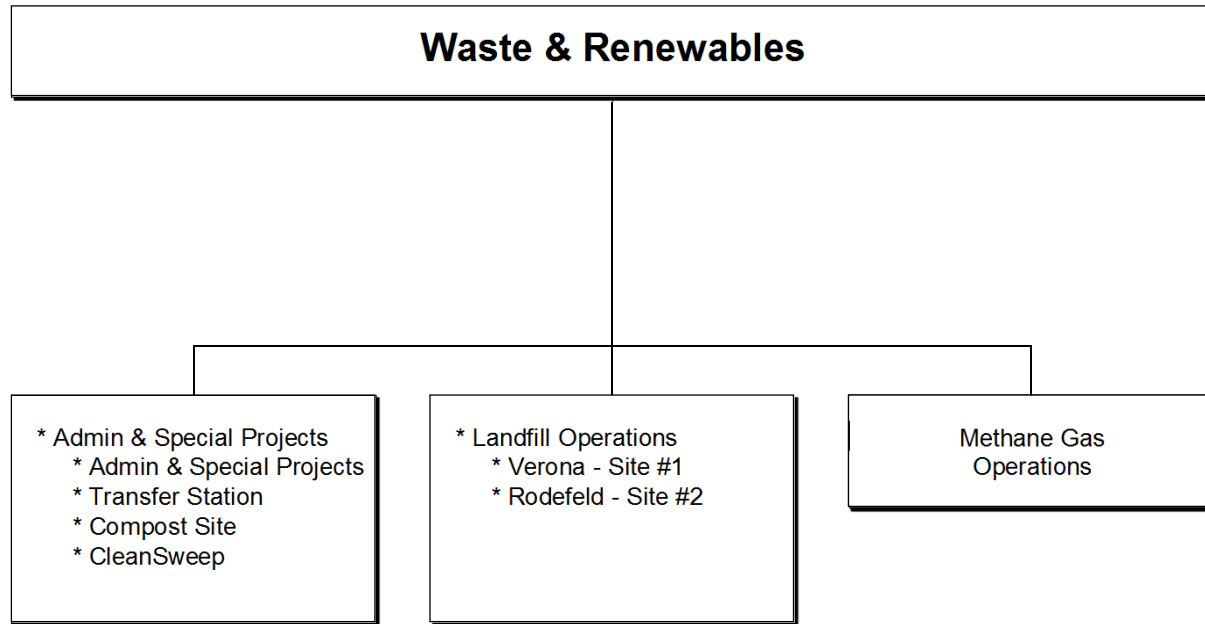 Waste & Renewables
* Admin & Special Projects
* Admin & Special Projects
* Transfer Station
* Compost Site
* CleanSweep
* Landfill Operations
* Verona - Site #1
* Rodefeld - Site #2
Methane Gas
Operations